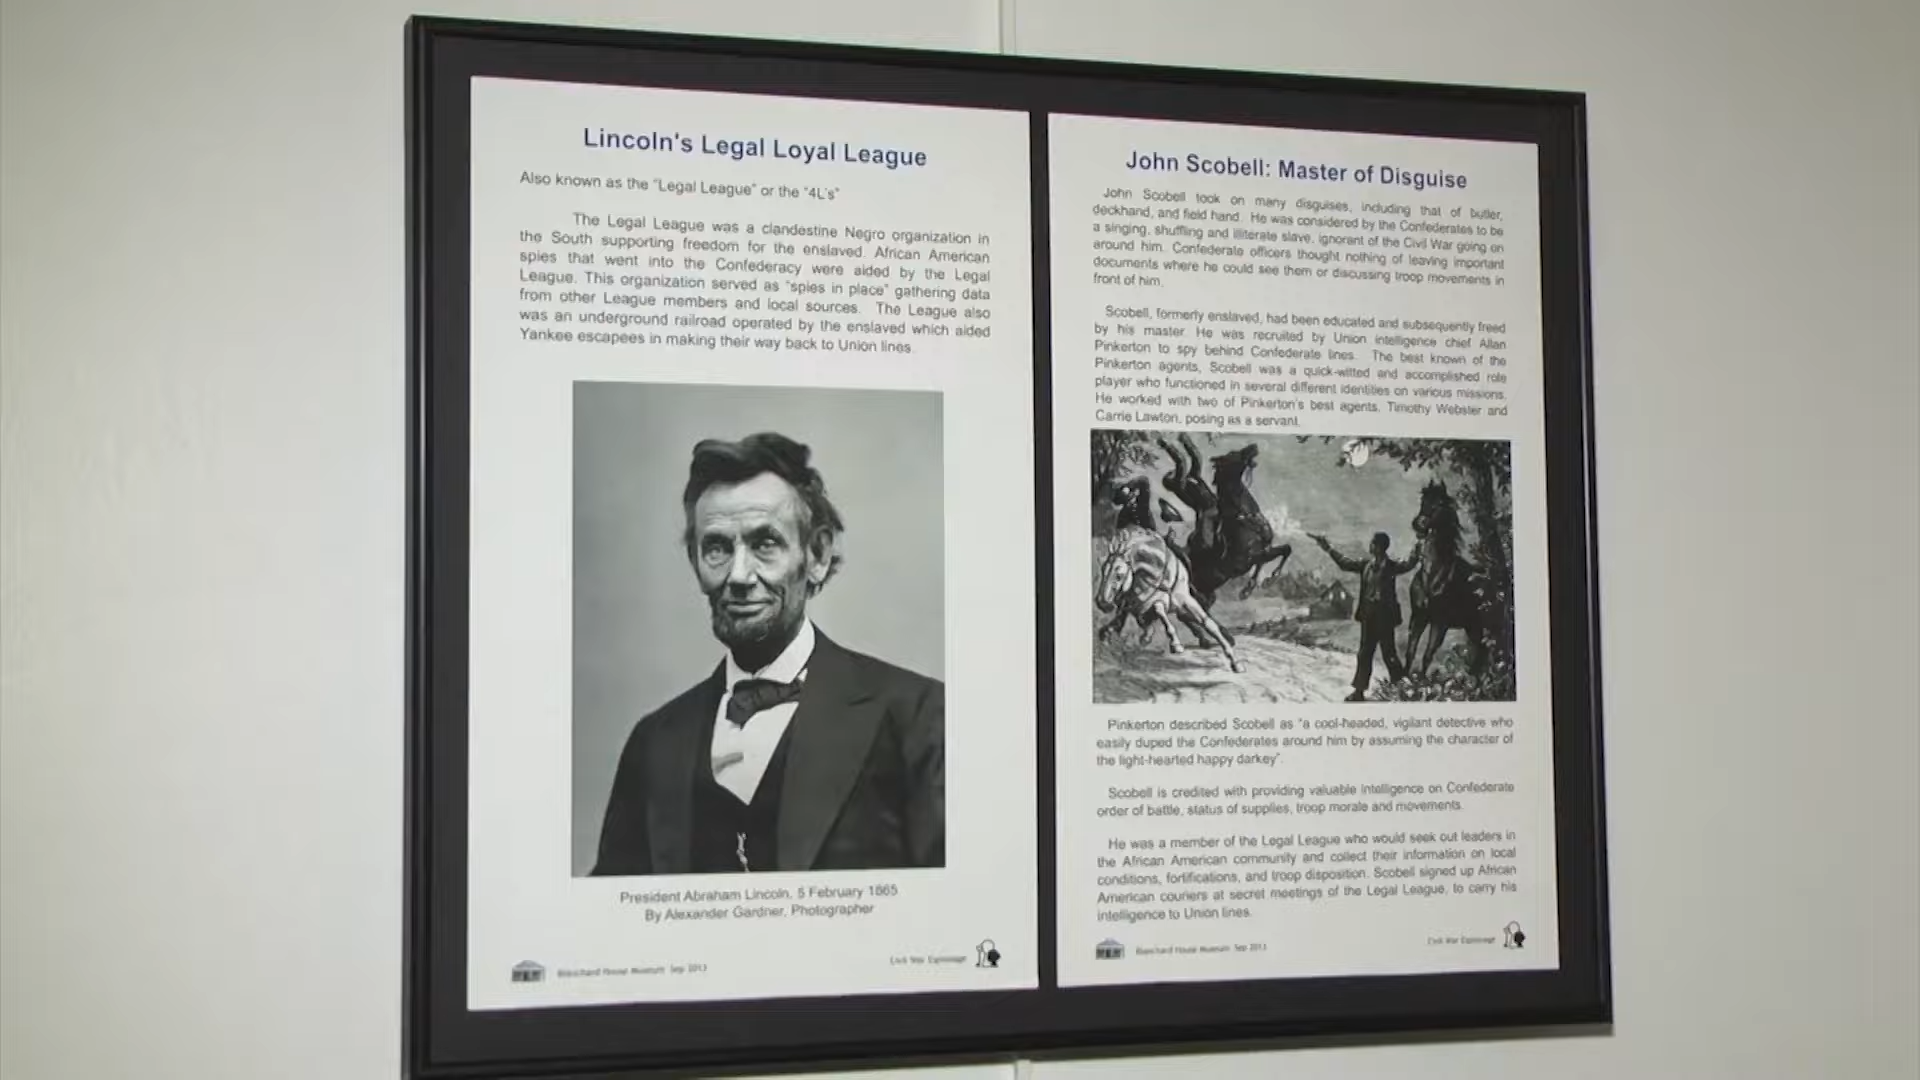 Lincoln's Legal Loyal League
Also known as the "Legal League" or the "4L's"
The Legal League was a clandestine Negro organization in
the South supporting freedom for the enslaved. African American
spies that went into the Confederacy were aided by the Legal
League. This organization served as "spies in place" gathering data
from other League members and local sources. The League also
was an underground railroad operated by the enslaved which aided
Yankee escapees in making their way back to Union lines.
President Abraham Lincoln, 5 February 1865
By Alexander Gardner, Photographer
Blanchard House Museum Sep 2013
Civil War Espionage
John Scobell: Master of Disguise
John Scobell took on many disguises, including that of butler,
deckhand, and field hand. He was considered by the Confederates to be
a singing, shuffling and illiterate slave, ignorant of the Civil War going on
around him. Confederate officers thought nothing of leaving important
documents where he could see them or discussing troop movements in
front of him.
Scobell, formerly enslaved, had been educated and subsequently freed
by his master. He was recruited by Union intelligence chief Allan
Pinkerton to spy behind Confederate lines. The best known of the
Pinkerton agents, Scobell was a quick-witted and accomplished role
player who functioned in several different identities on various missions.
He worked with two of Pinkerton's best agents, Timothy Webster and
Carrie Lawton, posing as a servant.
Pinkerton described Scobell as "a cool-headed, vigilant detective who
easily duped the Confederates around him by assuming the character of
the light-hearted happy darkey".
Scobell is credited with providing valuable intelligence on Confederate
order of battle, status of supplies, troop morale and movements.
He was a member of the Legal League who would seek out leaders in
the African American community and collect their information on local
conditions, fortifications, and troop disposition. Scobell signed up African
American couriers at secret meetings of the Legal League, to carry his
intelligence to Union lines.
Blanchard House Museum Sep 2013
Civil War Espionage